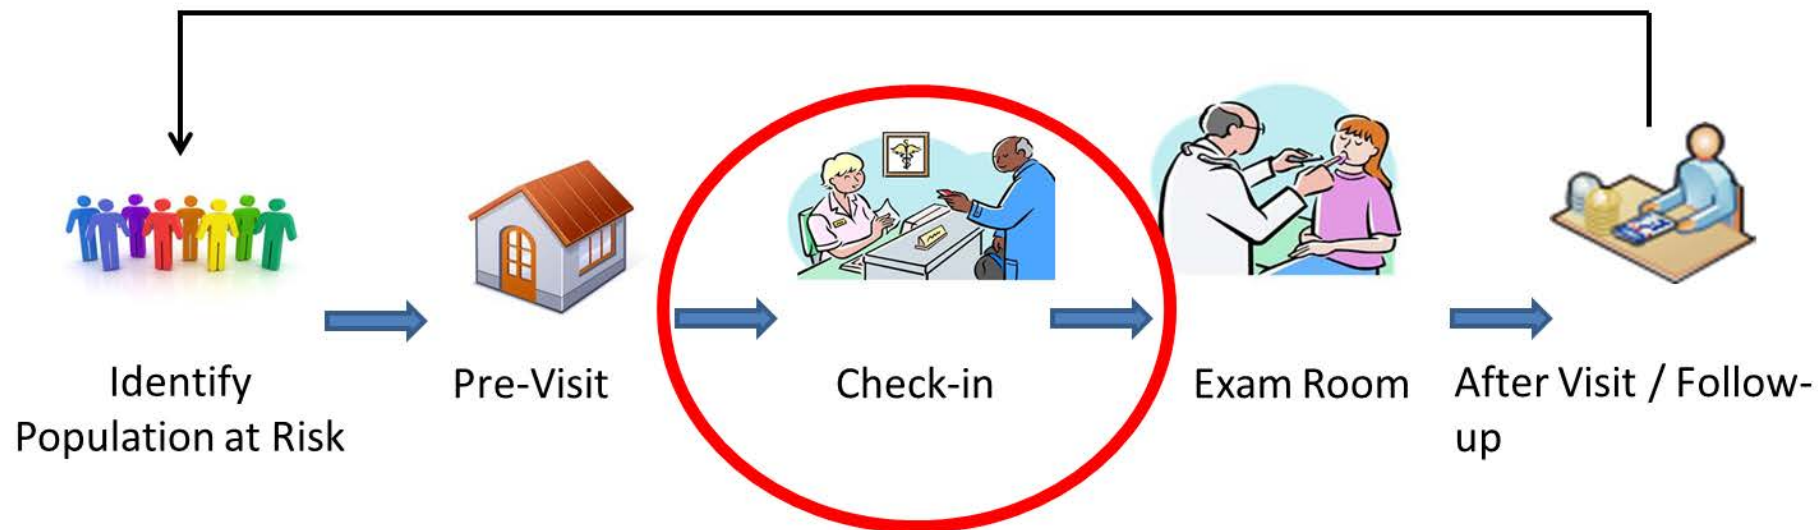 Identify
Population at Risk
Pre-Visit
Check-in
Exam Room
After Visit / Follow-
up